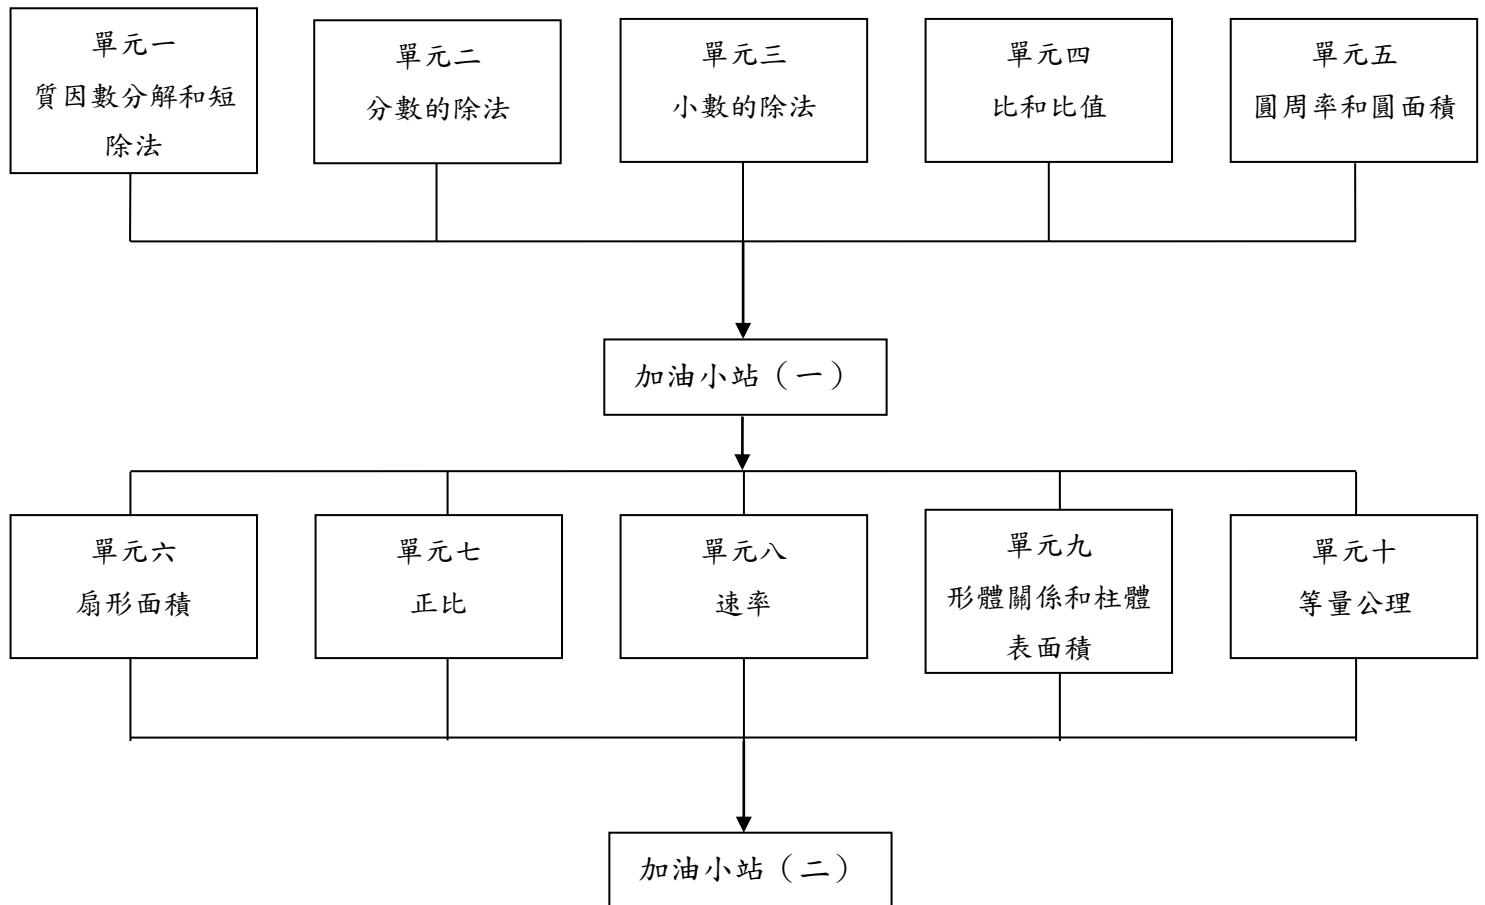 單元一
質因數分解和短
除法
單元二
分數的除法
單元三
小數的除法
單元四
比和比值
單元五
圓周率和圓面積
加油小站（一）
單元六
扇形面積
單元七
正比
單元八
速率
單元九
形體關係和柱體
表面積
單元十
等量公理
加油小站（二）